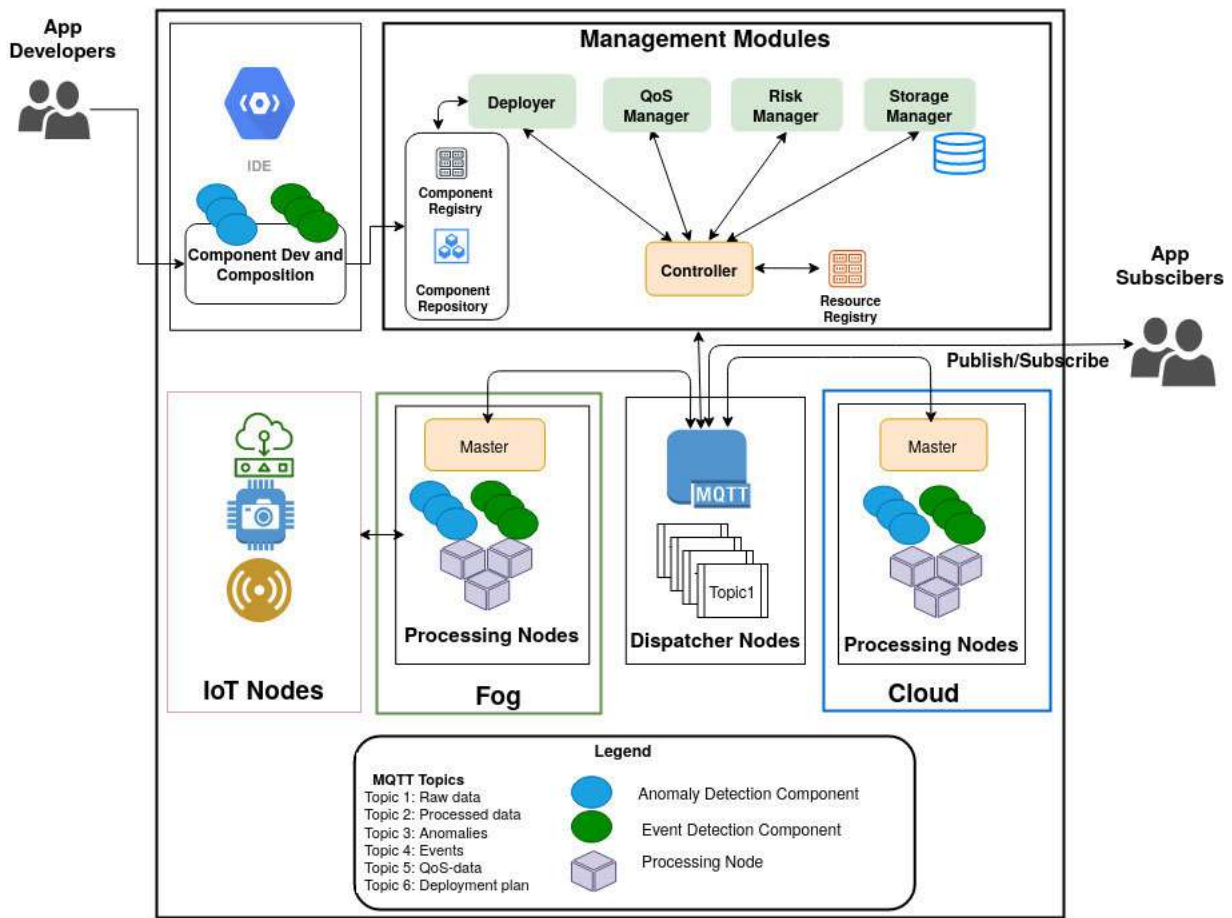 App
Developers
IDE
Component Dev and
Composition
Management Modules
Deployer
QoS
Manager
Risk
Manager
Storage
Manager
Component
Registry
Component
Repository
Controller
Resource
Registry
App
Subscibers
Publish/Subscribe
IoT Nodes
Master
Processing Nodes
Fog
MQTT
Topic1
Dispatcher Nodes
Master
Processing Nodes
Cloud
Legend
MQTT Topics
Topic 1: Raw data
Topic 2: Processed data
Topic 3: Anomalies
Topic 4: Events
Topic 5: QoS-data
Topic 6: Deployment plan
Anomaly Detection Component
Event Detection Component
Processing Node